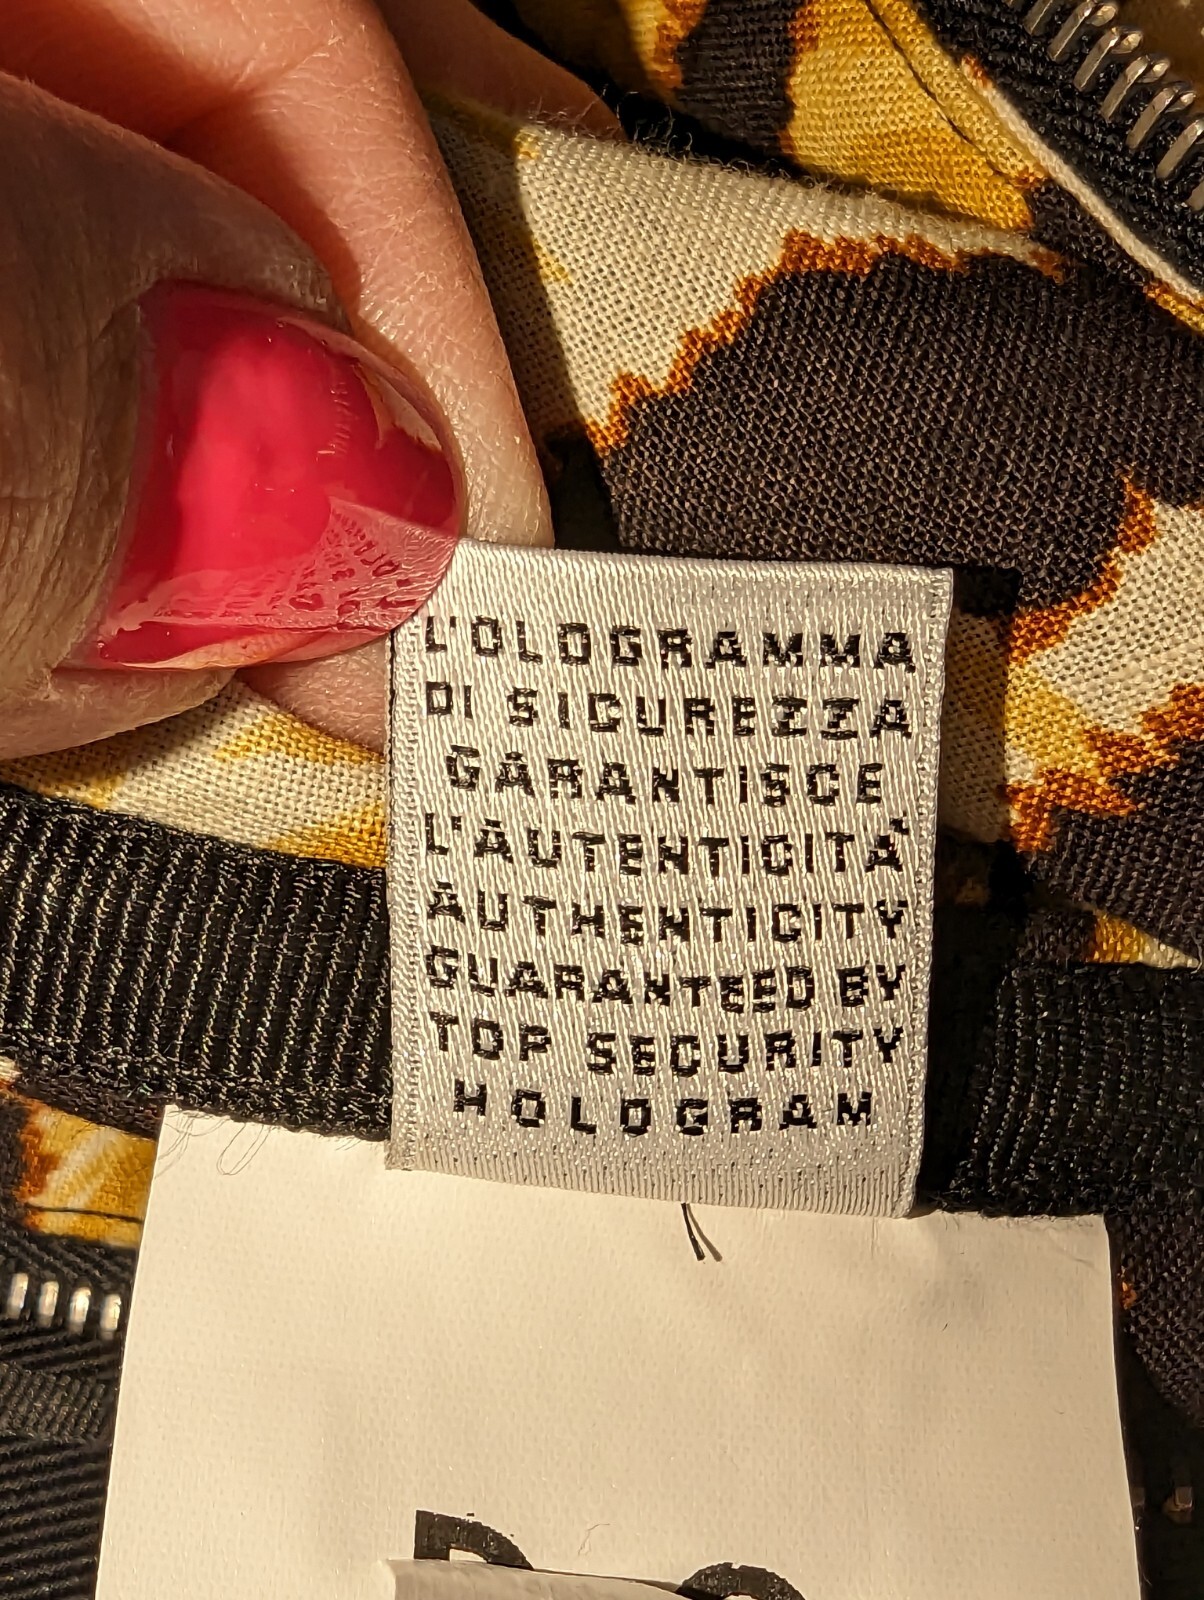 L'OLOGRAMMA
DI SICUREZZA
GARANTISCE
L'AUTENTICITÀ
AUTHENTICITY
GUARANTEED BY
TOP SECURITY
HOLOGRAM